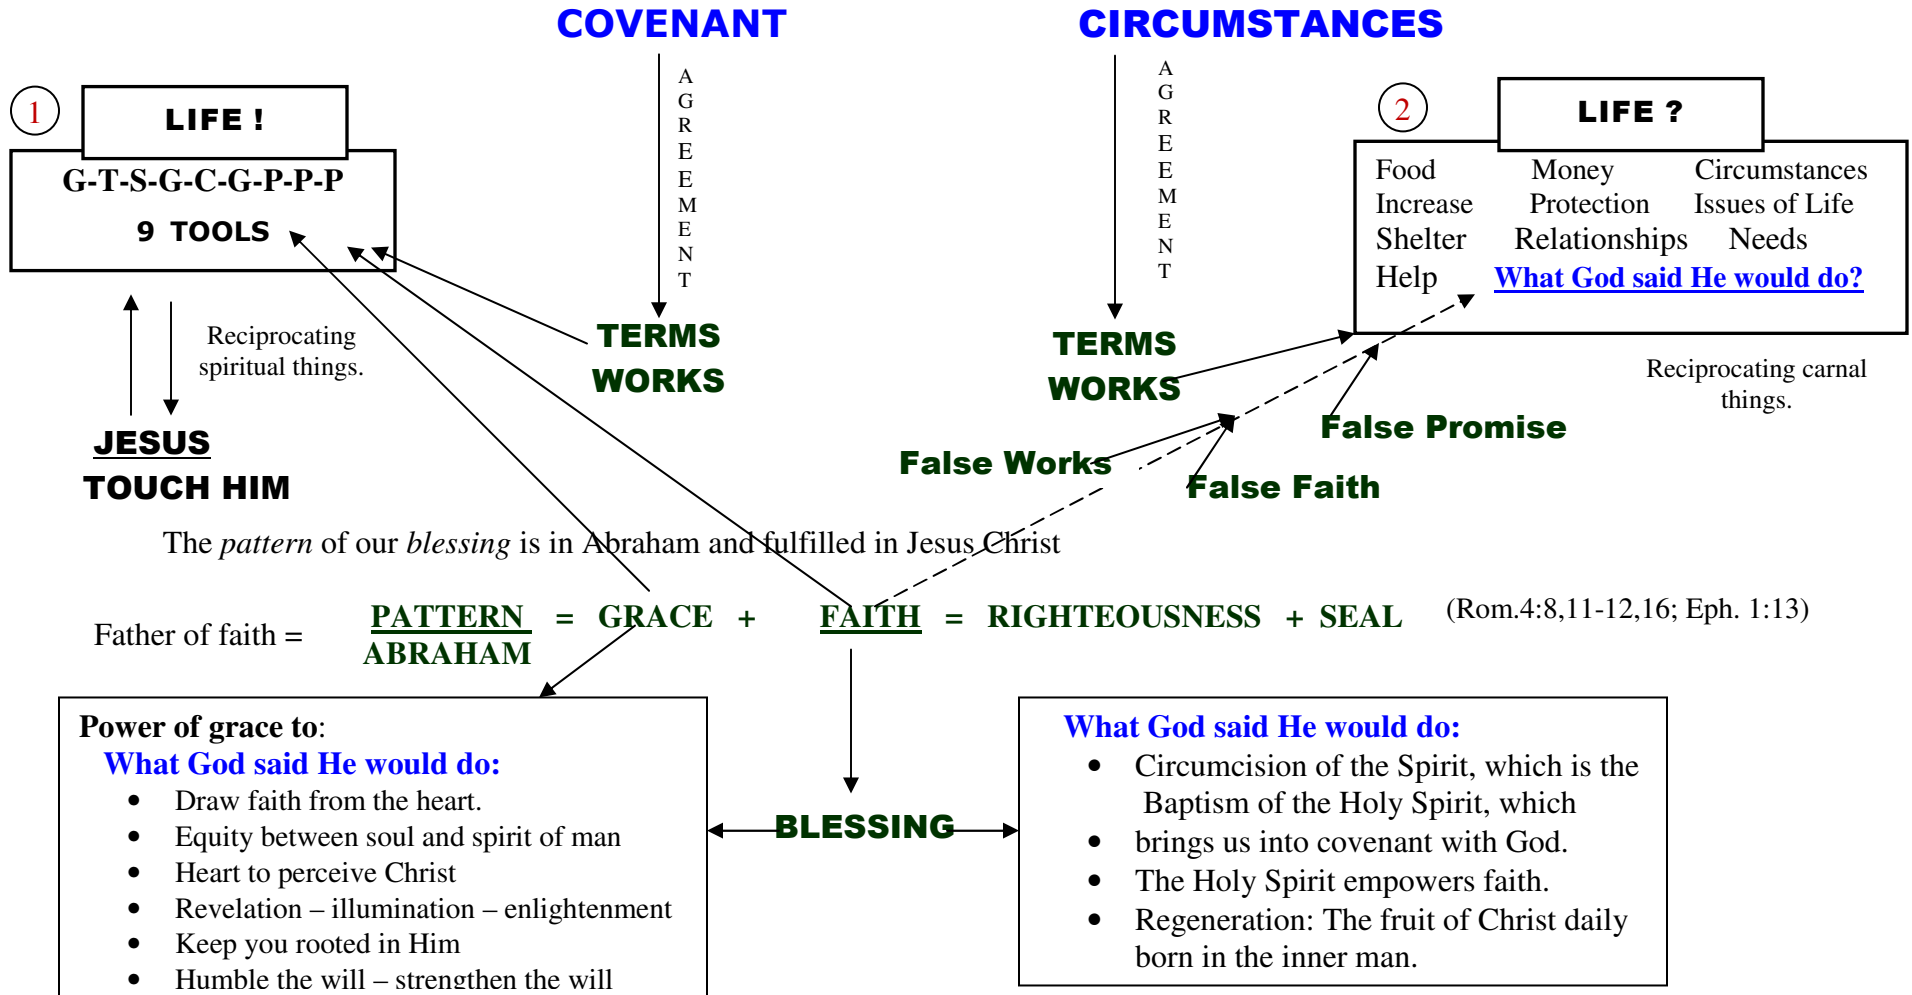 COVENANT
CIRCUMSTANCES
AGREEMENT
AGREEMENT
1
LIFE !
G-T-S-G-C-G-P-P-P
9 TOOLS
2
LIFE ?
Food Money Circumstances
Increase Protection Issues of Life
Shelter Relationships Needs
Help What God said He would do?
Reciprocating
spiritual things.
TERMS
WORKS
TERMS
WORKS
Reciprocating carnal
things.
JESUS
TOUCH HIM
False Promise
False Works
False Faith
The pattern of our blessing is in Abraham and fulfilled in Jesus Christ
Father of faith = PATTERN = GRACE + FAITH = RIGHTEOUSNESS + SEAL (Rom.4:8,11-12,16; Eph. 1:13)
ABRAHAM
Power of grace to:
What God said He would do:
• Draw faith from the heart.
• Equity between soul and spirit of man
• Heart to perceive Christ
• Revelation – illumination – enlightenment
• Keep you rooted in Him
• Humble the will – strengthen the will
BLESSING
What God said He would do:
• Circumcision of the Spirit, which is the
Baptism of the Holy Spirit, which
• brings us into covenant with God.
• The Holy Spirit empowers faith.
• Regeneration: The fruit of Christ daily
born in the inner man.